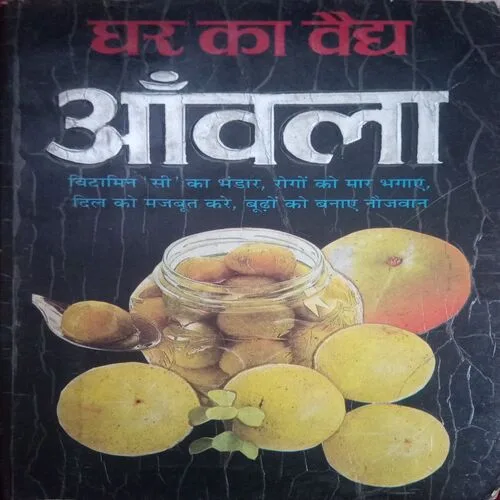 घर का वैद्य
आँवला
विटामिन 'सी' का भंडार, रोगों को मार भगाए,
दिल को मजबूत करे, बूढ़ों को बनाए नौजवान